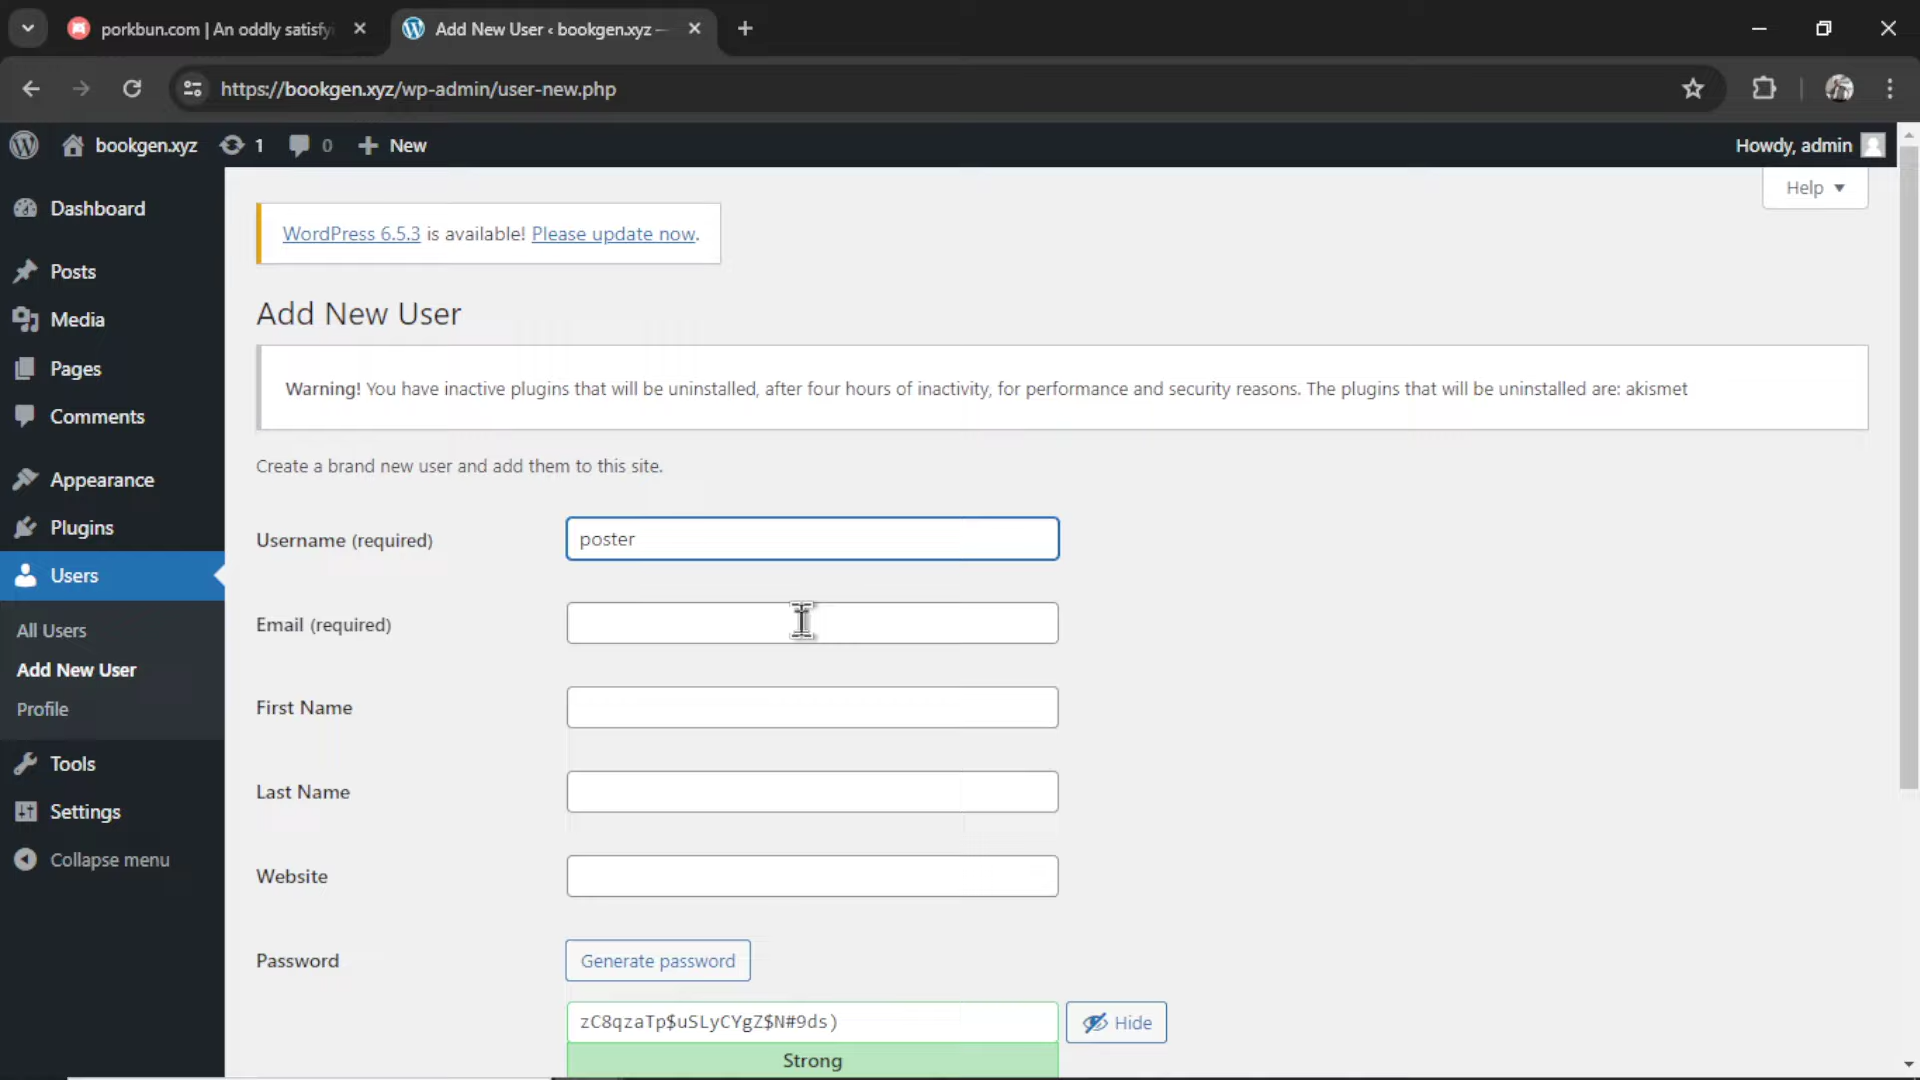 porkbun.com | An oddly satisfyi
Add New User ‹ bookgen.xyz —
https://bookgen.xyz/wp-admin/user-new.php
bookgen.xyz 1 0 New
Howdy, admin
Help
Dashboard
Posts
Media
Pages
Comments
Appearance
Plugins
Users
All Users
Add New User
Profile
Tools
Settings
Collapse menu
WordPress 6.5.3 is available! Please update now.
Add New User
Warning! You have inactive plugins that will be uninstalled, after four hours of inactivity, for performance and security reasons. The plugins that will be uninstalled are: akismet
Create a brand new user and add them to this site.
Username (required) poster
Email (required)
First Name
Last Name
Website
Password Generate password
zC8qzaTp$uSLyCYgZ$N#9ds) Hide
Strong